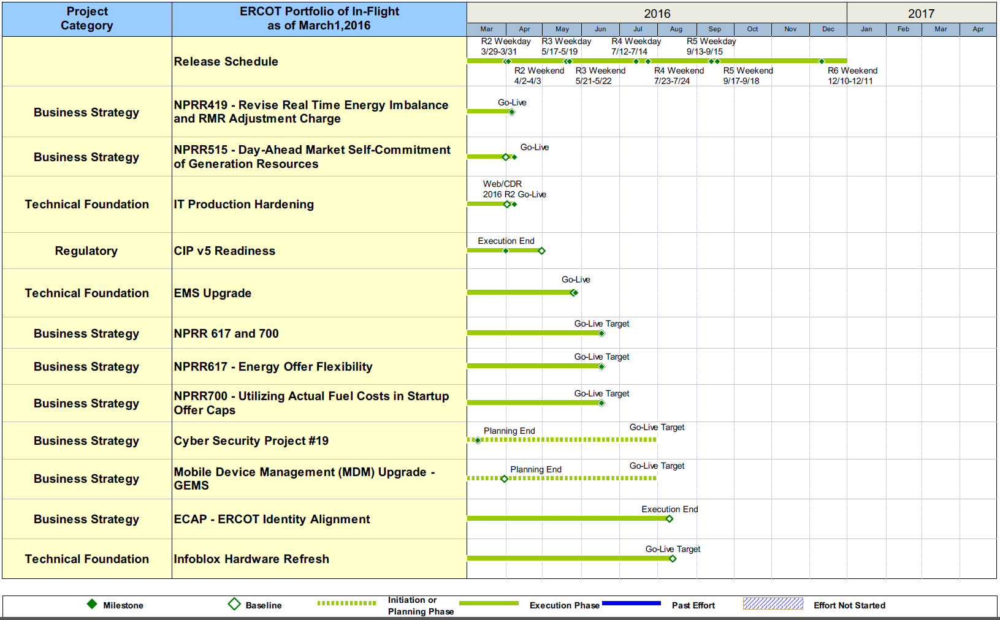 Project
Category
ERCOT Portfolio of In-Flight
as of March1,2016
2016
2017
Mar Apr May Jun Jul Aug Sep Oct Nov Dec Jan Feb Mar Apr
Release Schedule
R2 Weekday
3/29-3/31
R3 Weekday
5/17-5/19
R4 Weekday
7/12-7/14
R5 Weekday
9/13-9/15
R2 Weekend
4/2-4/3
R3 Weekend
5/21-5/22
R4 Weekend
7/23-7/24
R5 Weekend
9/17-9/18
R6 Weekend
12/10-12/11
Business Strategy
NPRR419 - Revise Real Time Energy Imbalance
and RMR Adjustment Charge
Go-Live
Business Strategy
NPRR515 - Day-Ahead Market Self-Commitment
of Generation Resources
Go-Live
Technical Foundation
IT Production Hardening
Web/CDR
2016 R2 Go-Live
Regulatory
CIP v5 Readiness
Execution End
Technical Foundation
EMS Upgrade
Go-Live
Business Strategy
NPRR 617 and 700
Go-Live Target
Business Strategy
NPRR617 - Energy Offer Flexibility
Go-Live Target
Business Strategy
NPRR700 - Utilizing Actual Fuel Costs in Startup
Offer Caps
Go-Live Target
Business Strategy
Cyber Security Project #19
Planning End
Go-Live Target
Business Strategy
Mobile Device Management (MDM) Upgrade -
GEMS
Planning End
Go-Live Target
Business Strategy
ECAP - ERCOT Identity Alignment
Execution End
Technical Foundation
Infoblox Hardware Refresh
Go-Live Target
Milestone
Baseline
Initiation or
Planning Phase
Execution Phase
Past Effort
Effort Not Started